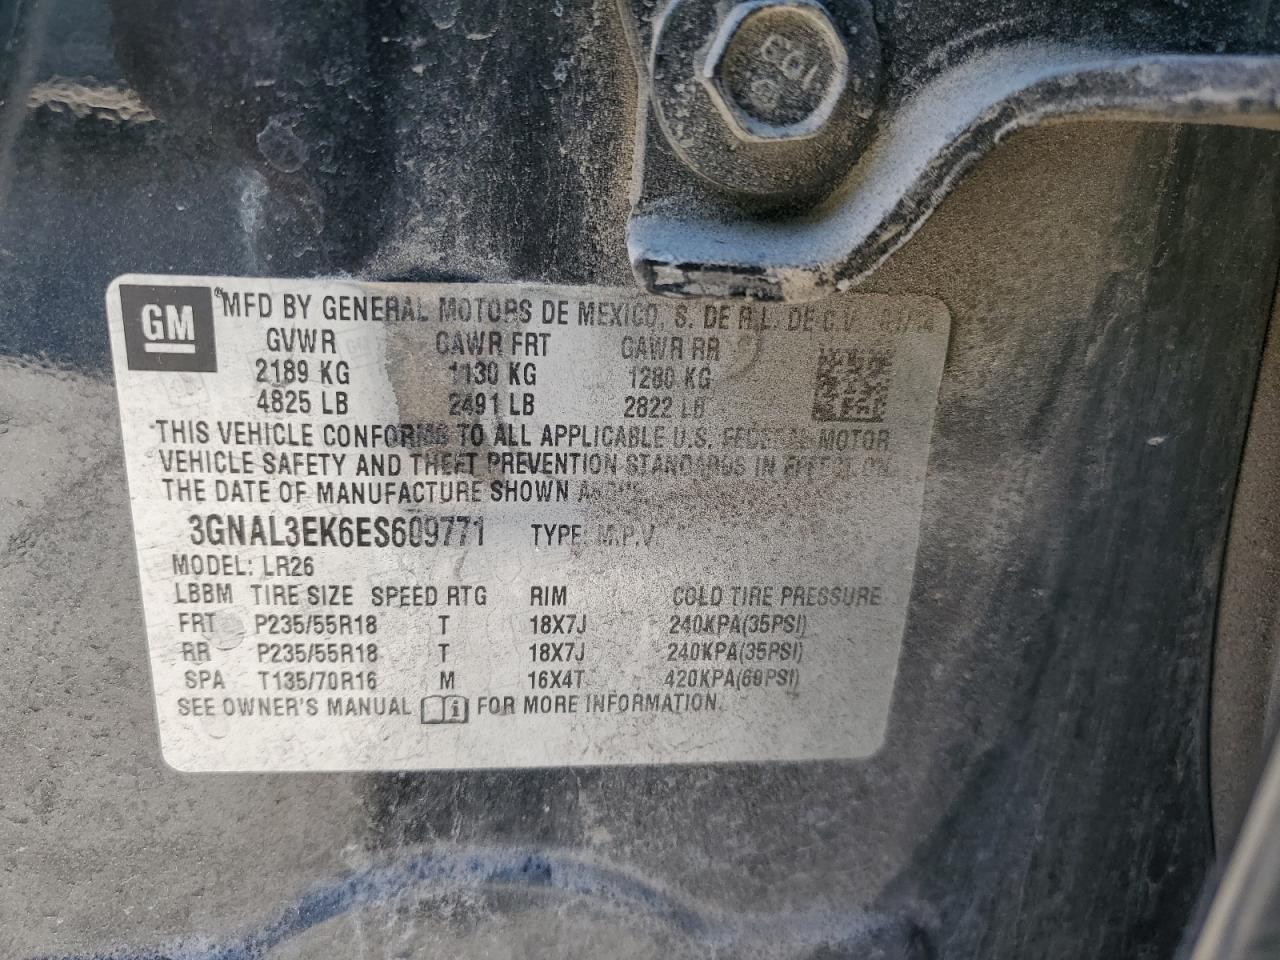 193
GM
MFD BY GENERAL MOTORS DE MEXICO, S. DE R.L. DE C.V.
GVWR GAWR FRT GAWR RR
2189 KG 1130 KG 1280 KG
4825 LB 2491 LB 2822 LB
THIS VEHICLE CONFORMS TO ALL APPLICABLE U.S. FEDERAL MOTOR
VEHICLE SAFETY AND THEFT PREVENTION STANDARDS IN EFFECT ON
THE DATE OF MANUFACTURE SHOWN
3GNAL3EK6ES609771 TYPE: M.P.V.
MODEL: LR26
LBBM TIRE SIZE SPEED RTG RIM COLD TIRE PRESSURE
FRT P235/55R18 T 18X7J 240KPA(35PSI)
RR P235/55R18 T 18X7J 240KPA(35PSI)
SPA T135/70R16 M 16X4T 420KPA(60PSI)
SEE OWNER'S MANUAL i FOR MORE INFORMATION.